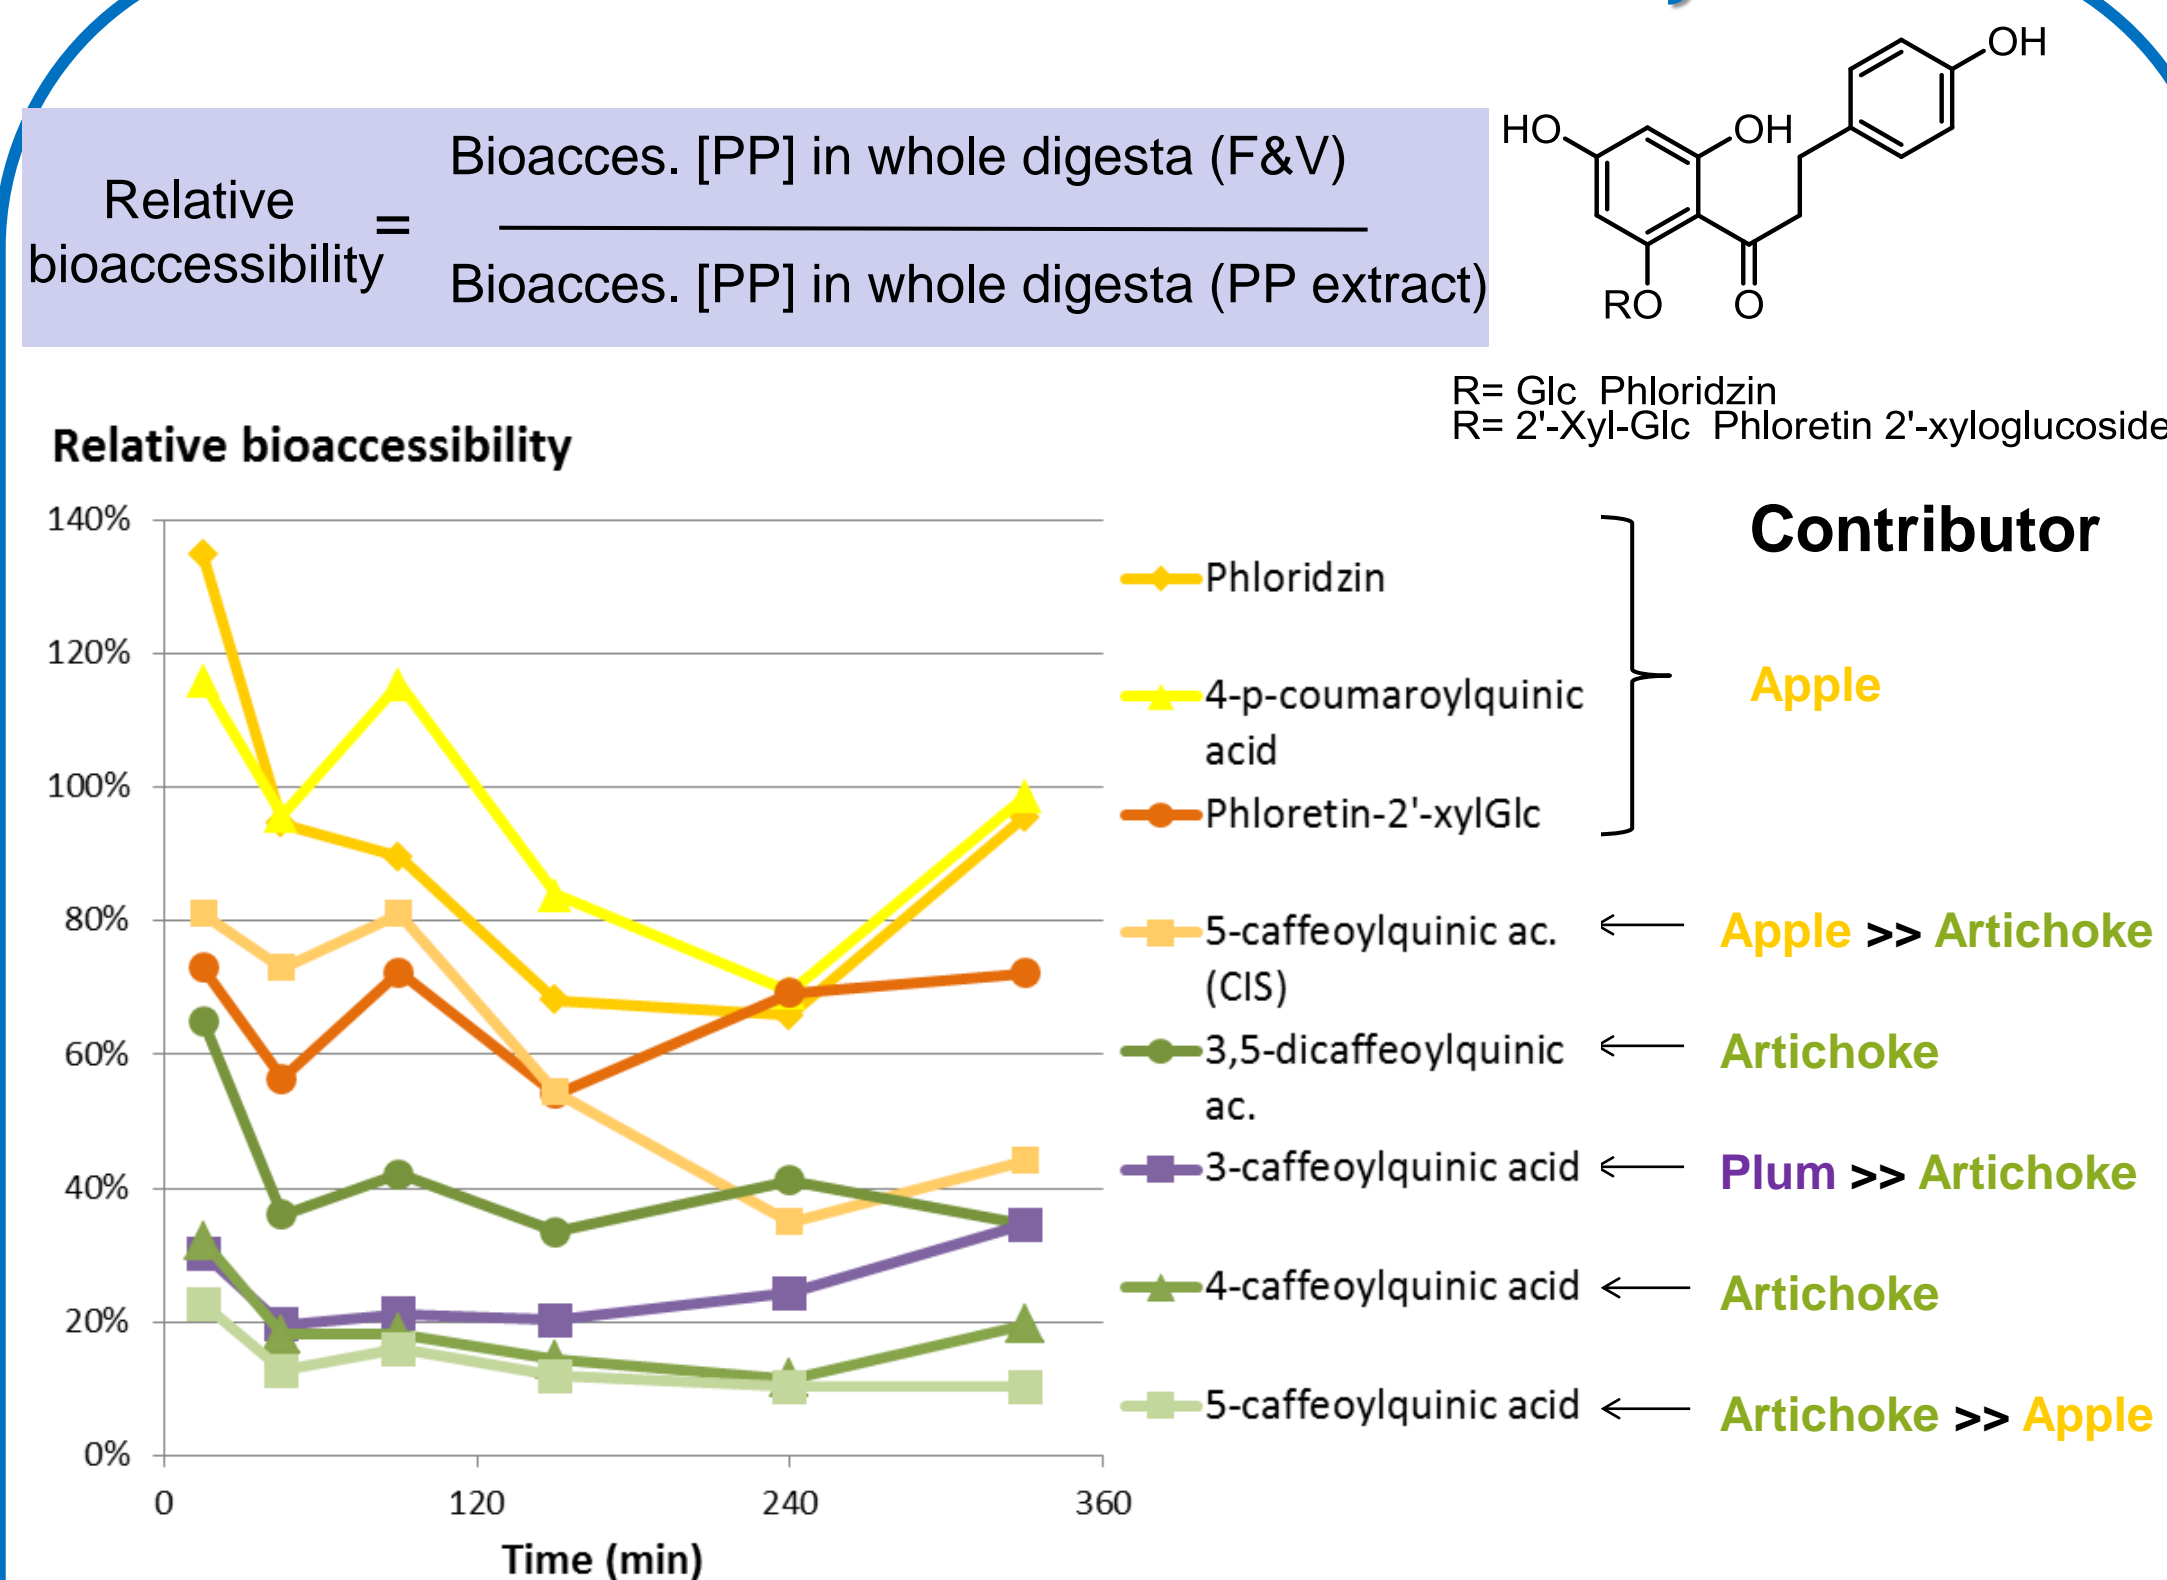 Relative
bioaccessibility
=
Bioacces. [PP] in whole digesta (F&V)
Bioacces. [PP] in whole digesta (PP extract)
OH
HO
OH
RO
O
R= Glc Phloridzin
R= 2'-Xyl-Glc Phloretin 2'-xyloglucoside
Relative bioaccessibility
140%
120%
100%
80%
60%
40%
20%
0%
0
120
240
360
Time (min)
Phloridzin
4-p-coumaroylquinic
acid
Phloretin-2'-xylGlc
5-caffeoylquinic ac.
(CIS)
3,5-dicaffeoylquinic
ac.
3-caffeoylquinic acid
4-caffeoylquinic acid
5-caffeoylquinic acid
Contributor
Apple
Apple >> Artichoke
Artichoke
Plum >> Artichoke
Artichoke
Artichoke >> Apple